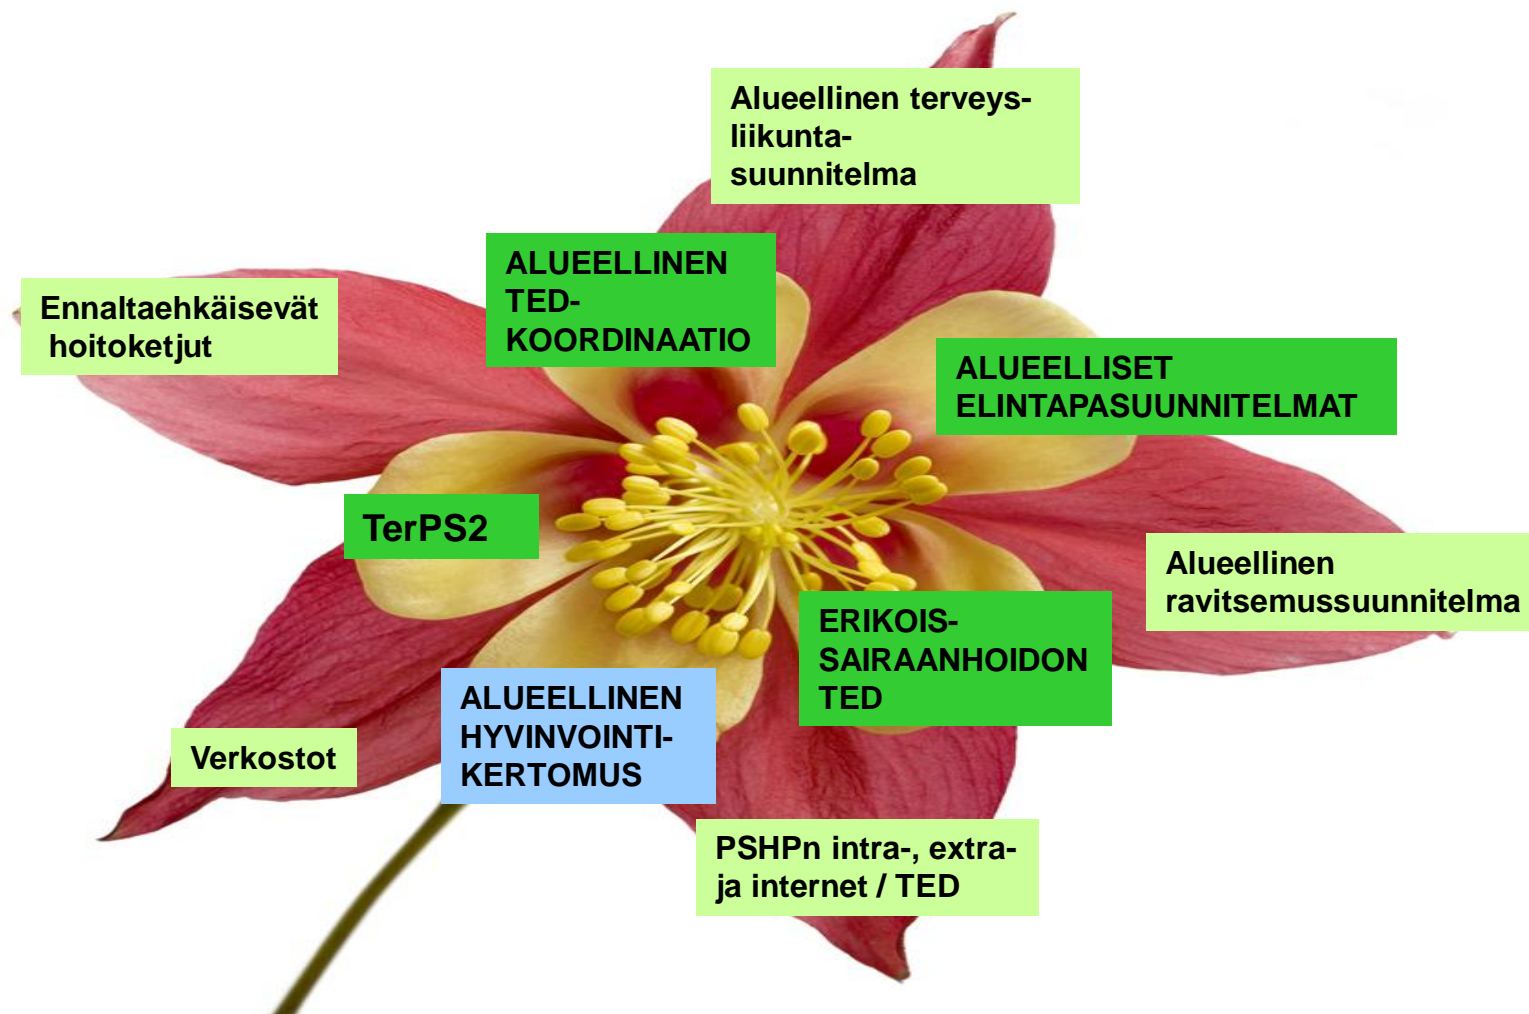 Alueellinen terveys-
liikunta-
suunnitelma
ALUEELLINEN
TED-
KOORDINAATIO
Ennaltaehkäisevät
hoitoketjut
ALUEELLISET
ELINTAPASUUNNITELMAT
TerPS2
Alueellinen
ravitsemussuunnitelma
ERIKOIS-
SAIRAANHOIDON
TED
ALUEELLINEN
HYVINVOINTI-
KERTOMUS
Verkostot
PSHPn intra-, extra-
ja internet / TED